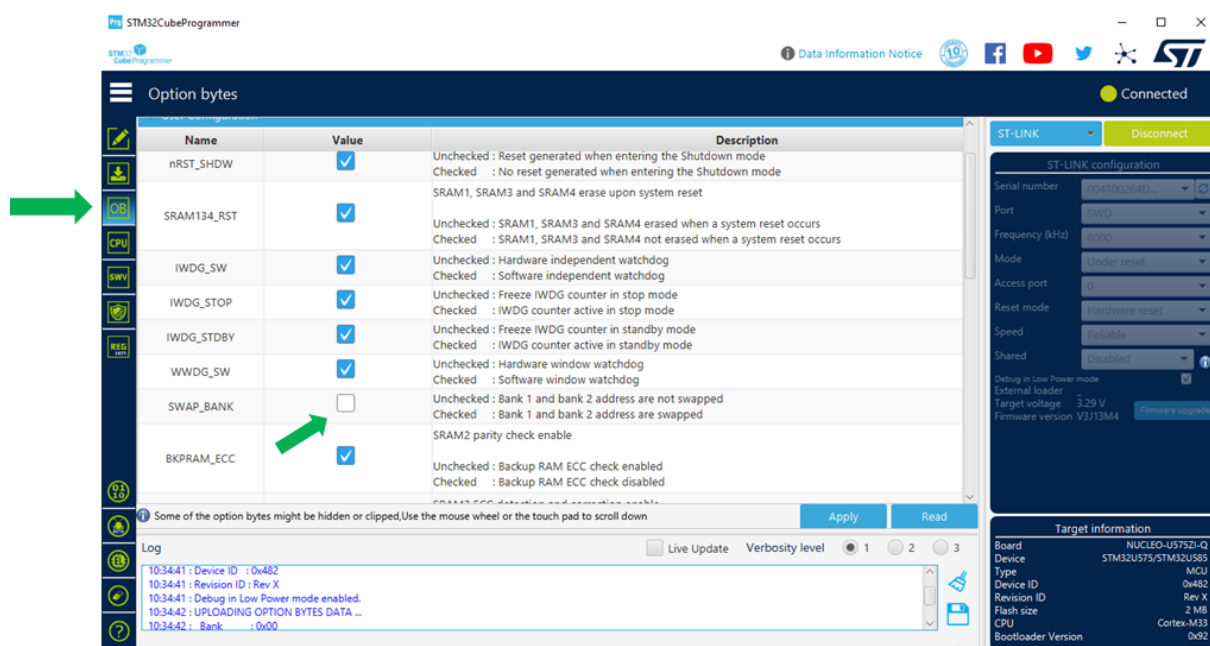 Prg STM32CubeProgrammer
STM32
CubeProgrammer
Data Information Notice
10
Option bytes
Connected
Name Value Description
nRST_SHDW
Unchecked : Reset generated when entering the Shutdown mode
Checked : No reset generated when entering the Shutdown mode
SRAM134_RST
SRAM1, SRAM3 and SRAM4 erase upon system reset
Unchecked : SRAM1, SRAM3 and SRAM4 erased when a system reset occurs
Checked : SRAM1, SRAM3 and SRAM4 not erased when a system reset occurs
IWDG_SW
Unchecked : Hardware independent watchdog
Checked : Software independent watchdog
IWDG_STOP
Unchecked : Freeze IWDG counter in stop mode
Checked : IWDG counter active in stop mode
IWDG_STDBY
Unchecked : Freeze IWDG counter in standby mode
Checked : IWDG counter active in standby mode
WWDG_SW
Unchecked : Hardware window watchdog
Checked : Software window watchdog
SWAP_BANK
Unchecked : Bank 1 and bank 2 address are not swapped
Checked : Bank 1 and bank 2 address are swapped
BKPRAM_ECC
SRAM2 parity check enable
Unchecked : Backup RAM ECC check enabled
Checked : Backup RAM ECC check disabled
Some of the option bytes might be hidden or clipped,Use the mouse wheel or the touch pad to scroll down
Apply Read
Log
Live Update Verbosity level 1 2 3
10:34:41 : Device ID : 0x482
10:34:41 : Revision ID : Rev X
10:34:41 : Debug in Low Power mode enabled.
10:34:42 : UPLOADING OPTION BYTES DATA ...
10:34:42 : Bank : 0x00
OB
CPU
SWV
REG
ST-LINK Disconnect
ST-LINK configuration
Serial number 004100264D...
Port SWD
Frequency (kHz) 8000
Mode Under reset
Access port 0
Reset mode Hardware reset
Speed Reliable
Shared Disabled
Debug in Low Power mode
External loader _
Target voltage 3.29 V
Firmware version V3J13M4
Firmware upgrade
Target information
Board NUCLEO-U575ZI-Q
Device STM32U575/STM32U585
Type MCU
Device ID 0x482
Revision ID Rev X
Flash size 2 MB
CPU Cortex-M33
Bootloader Version 0x92